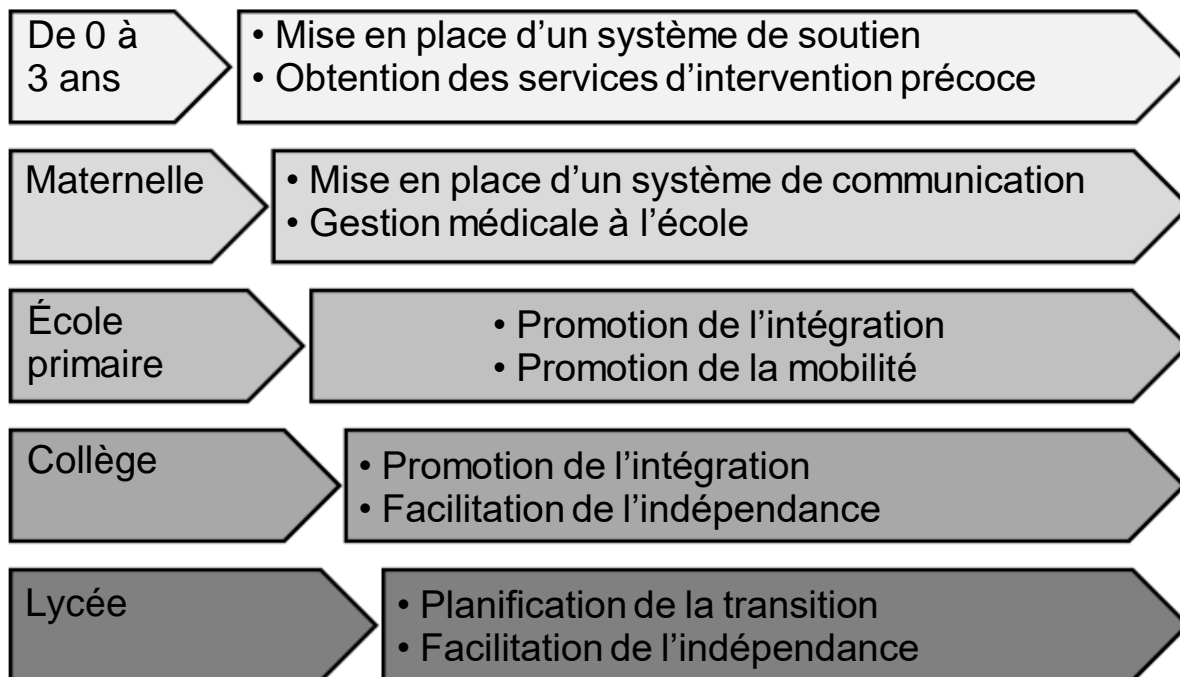 De 0 à
3 ans
• Mise en place d’un système de soutien
• Obtention des services d’intervention précoce
Maternelle
• Mise en place d’un système de communication
• Gestion médicale à l’école
École
primaire
• Promotion de l’intégration
• Promotion de la mobilité
Collège
• Promotion de l’intégration
• Facilitation de l’indépendance
Lycée
• Planification de la transition
• Facilitation de l’indépendance